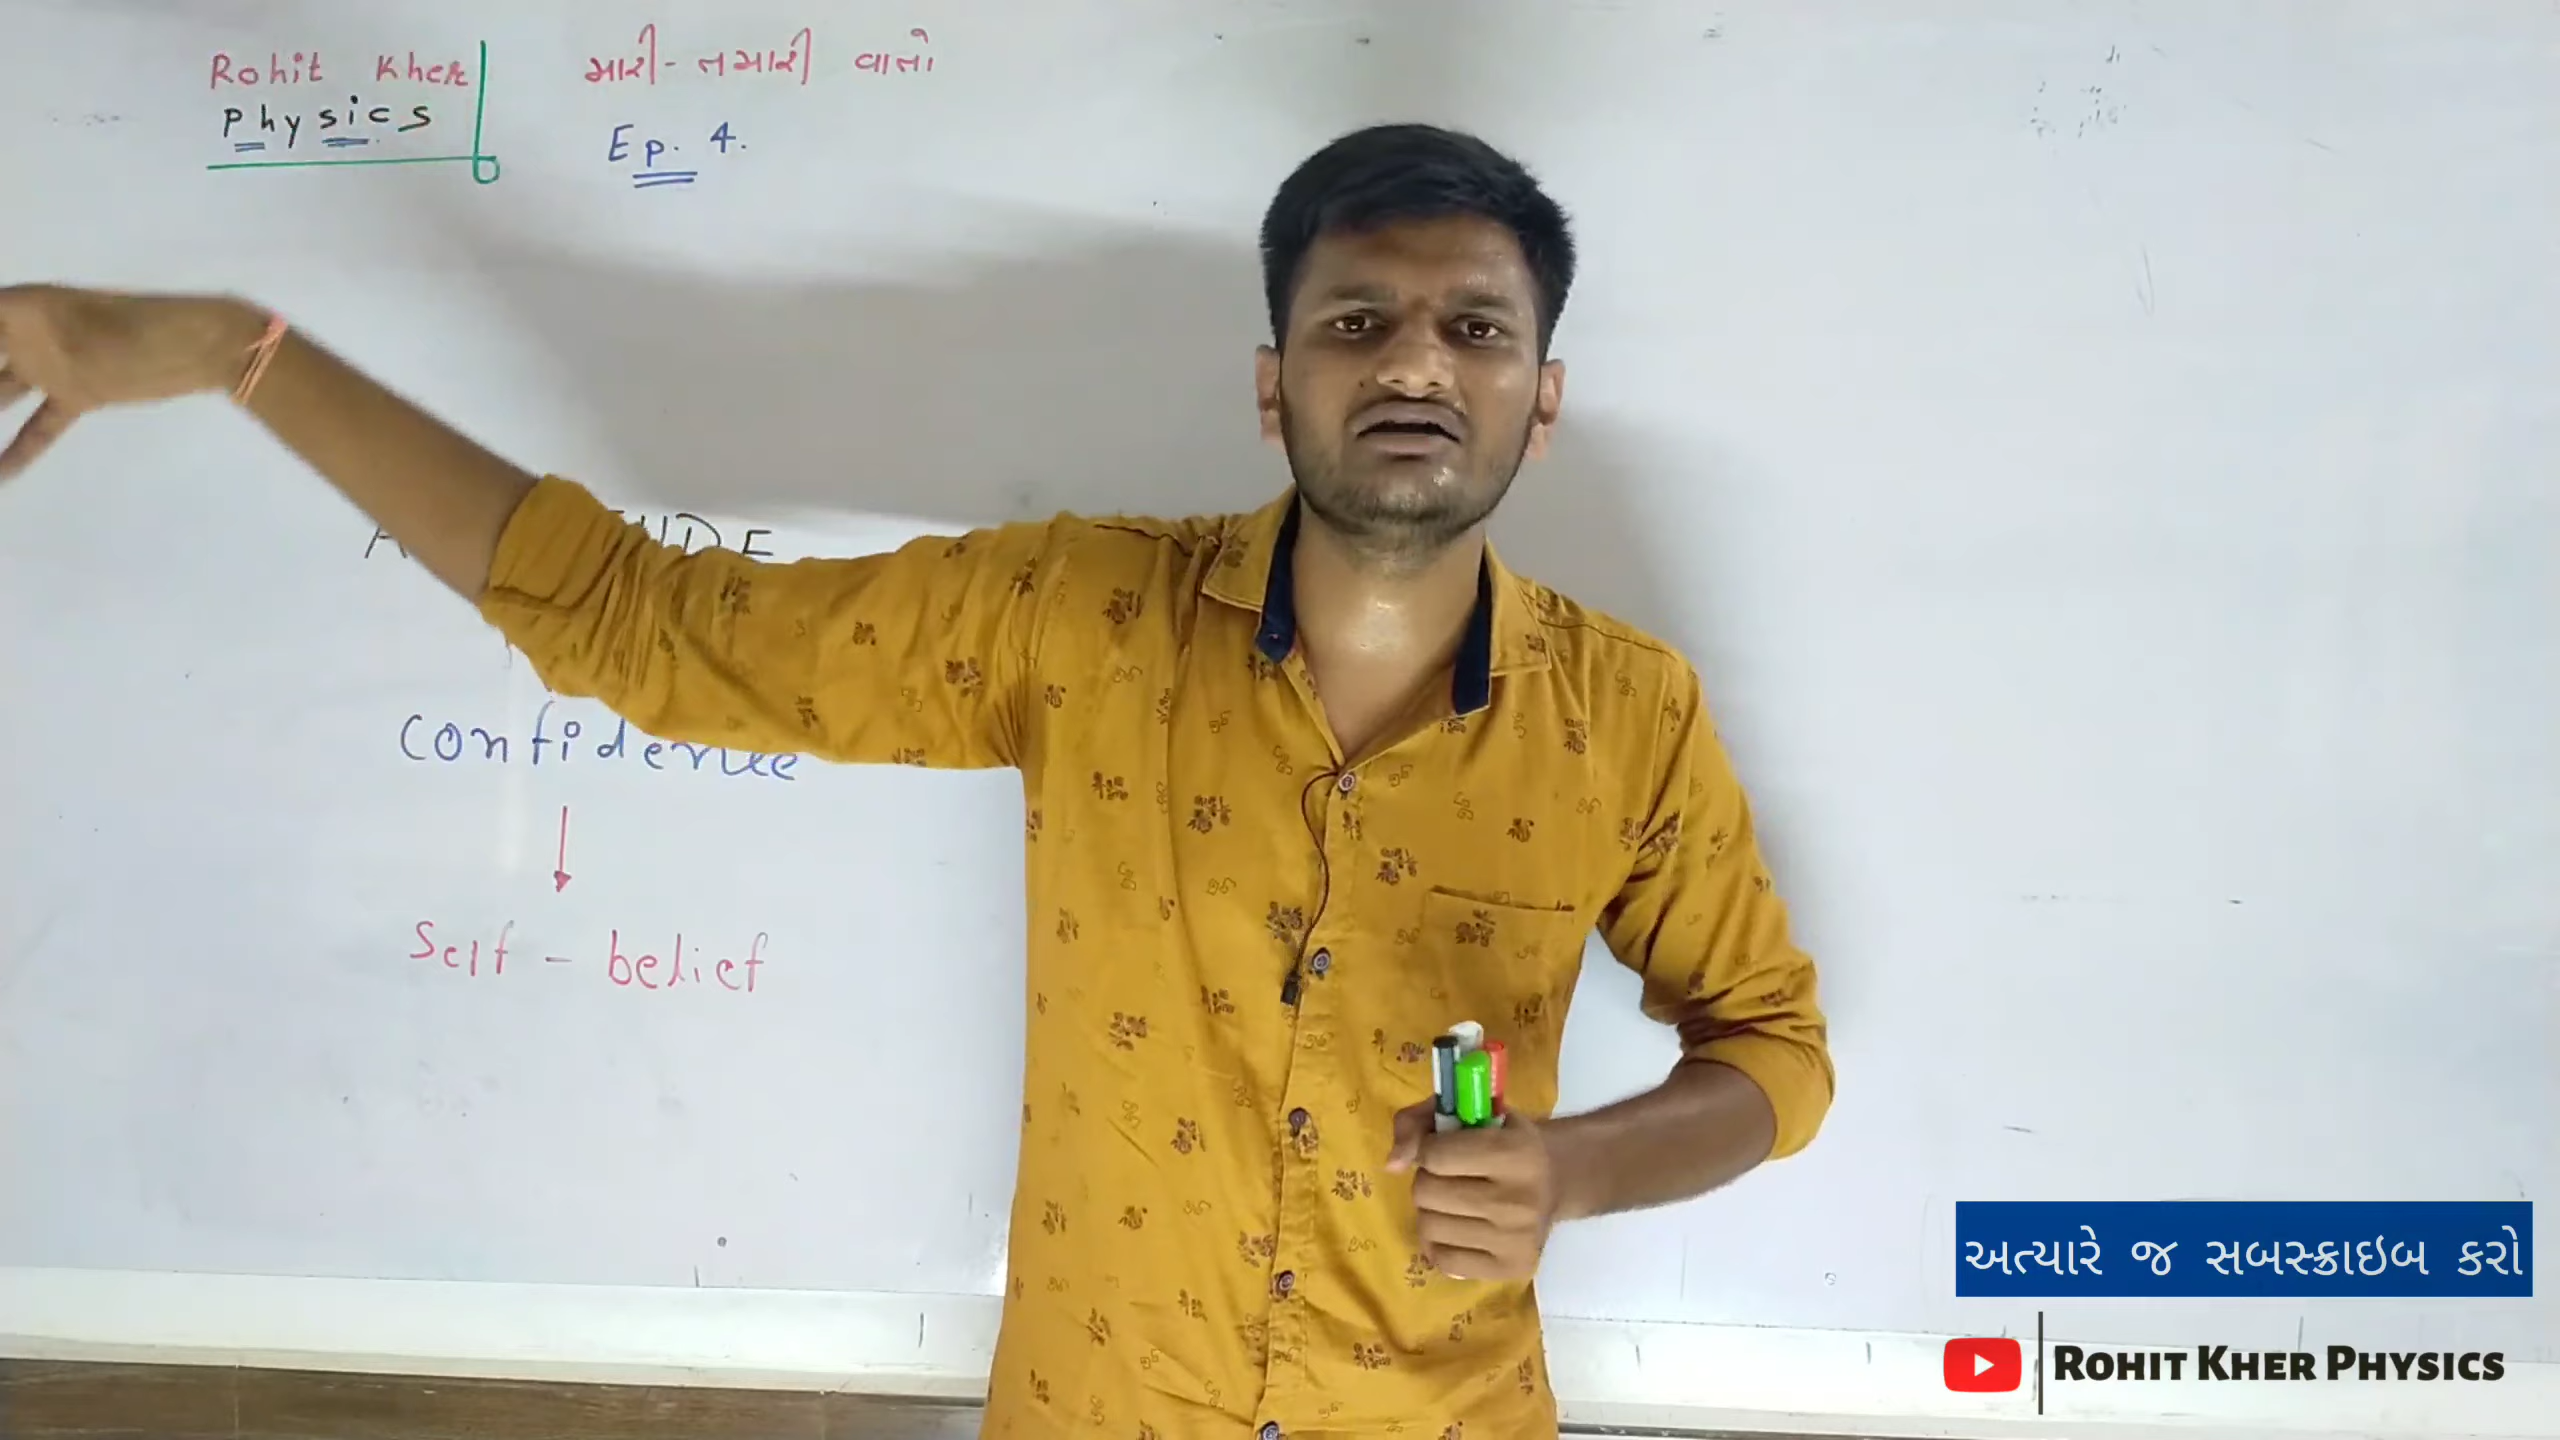 Rohit Kher
Physics
મારી - તમારી વાતો
Ep. 4.
Confidence
Self - belief
અત્યારે જ સબસ્ક્રાઇબ કરો
ROHIT KHER PHYSICS